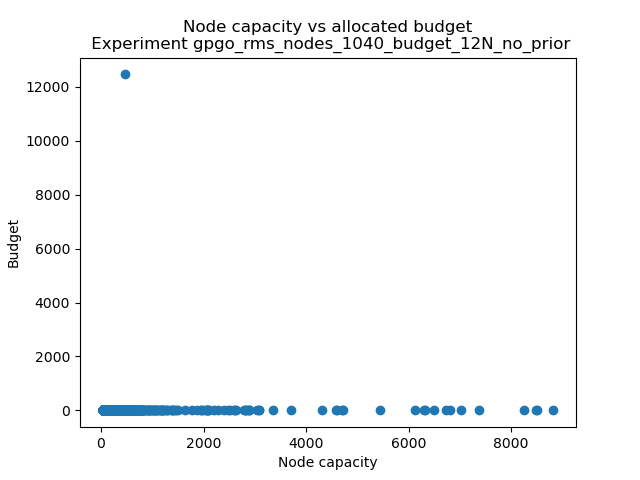 Node capacity vs allocated budget
Experiment gpgo_rms_nodes_1040_budget_12N_no_prior
12000
10000
8000
6000
4000
2000
0
Budget
0 2000 4000 6000 8000
Node capacity